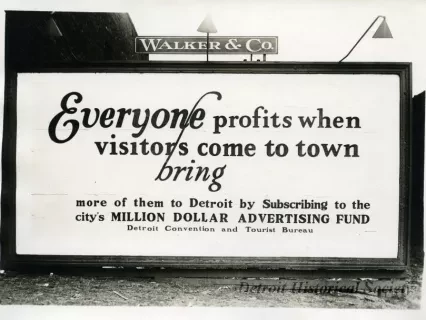 WALKER & CO.
Everyone profits when
visitors come to town
bring
more of them to Detroit by Subscribing to the
city's MILLION DOLLAR ADVERTISING FUND
Detroit Convention and Tourist Bureau
Detroit Historical Society